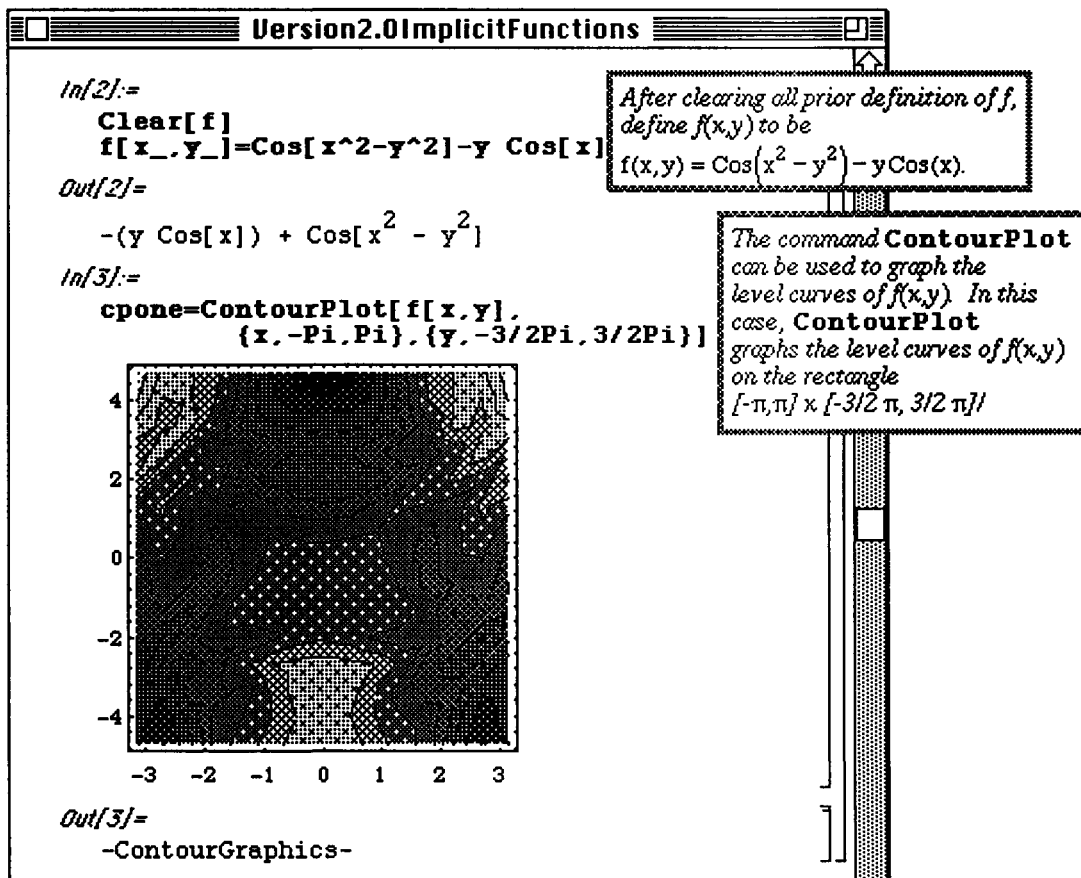 Version2.0ImplicitFunctions
In[2]:=
Clear[f]
f[x_,y_]=Cos[x^2-y^2]-y Cos[x]
Out[2]=
-(y Cos[x]) + Cos[x² - y²]
In[3]:=
cpone=ContourPlot[f[x,y],
{x,-Pi,Pi},{y,-3/2Pi,3/2Pi}]
After clearing all prior definition of f,
define f(x,y) to be
f(x,y) = Cos(x² − y²) − y Cos(x).
The command ContourPlot
can be used to graph the
level curves of f(x,y). In this
case, ContourPlot
graphs the level curves of f(x,y)
on the rectangle
[-π,π] x [-3/2 π, 3/2 π]/
4
2
0
-2
-4
-3 -2 -1 0 1 2 3
Out[3]=
-ContourGraphics-